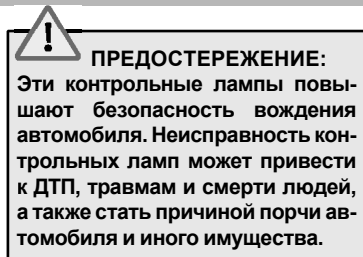 ПРЕДОСТЕРЕЖЕНИЕ:
Эти контрольные лампы повы-
шают безопасность вождения
автомобиля. Неисправность кон-
трольных ламп может привести
к ДТП, травмам и смерти людей,
а также стать причиной порчи ав-
томобиля и иного имущества.